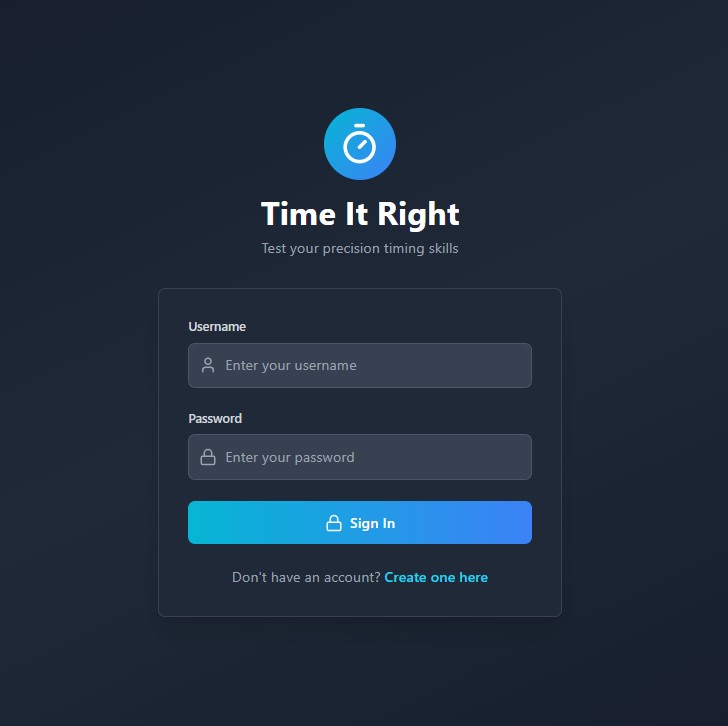 Time It Right
Test your precision timing skills
Username
Enter your username
Password
Enter your password
Sign In
Don't have an account? Create one here